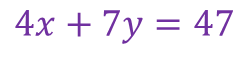 4x + 7y = 47